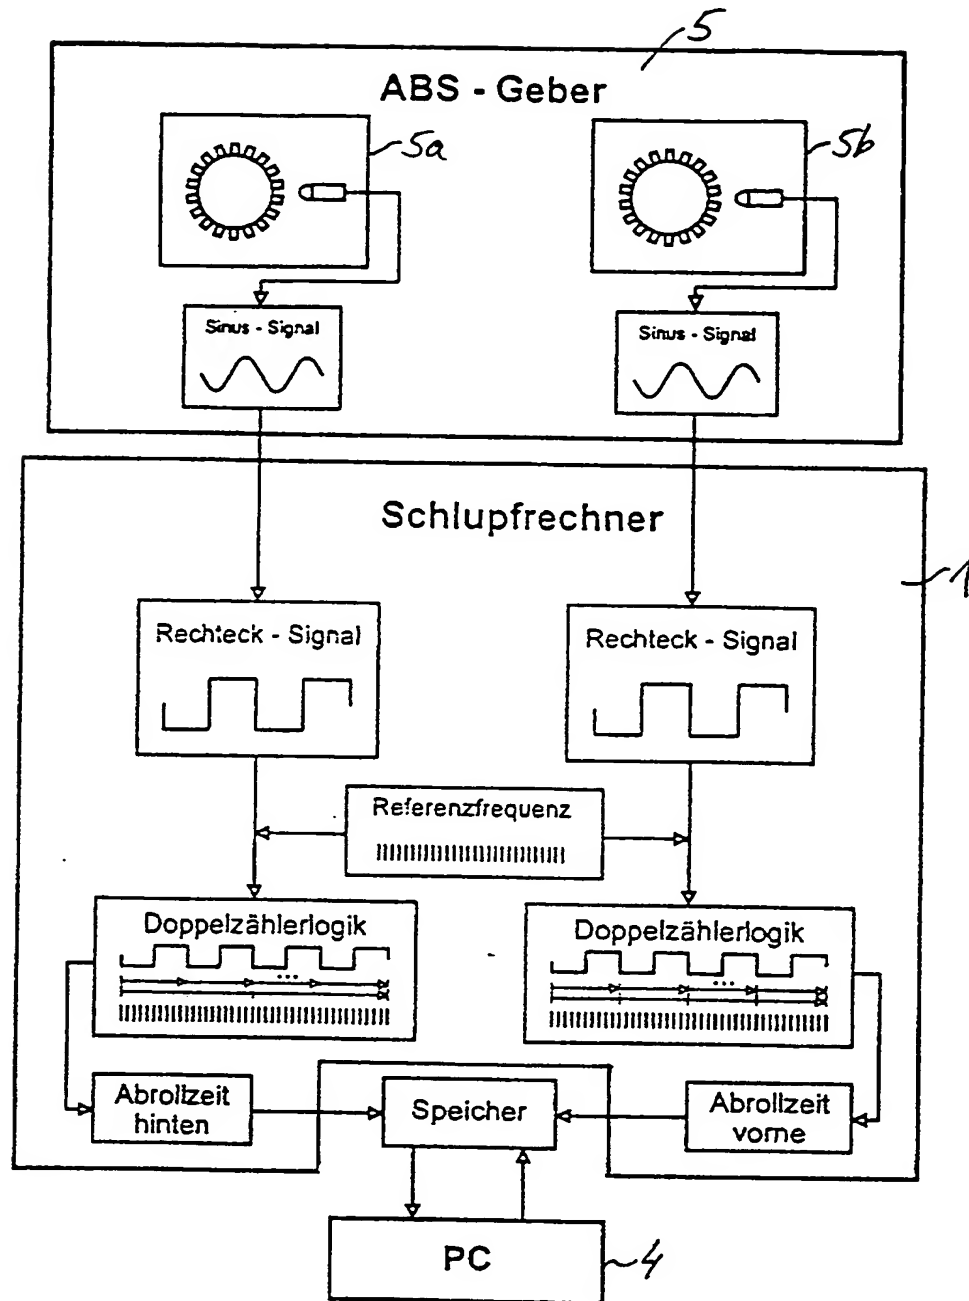 5
ABS - Geber
5a
5b
Sinus - Signal
Sinus - Signal
Schlupfrechner
1
Rechteck - Signal
Rechteck - Signal
Referenzfrequenz
Doppelzählerlogik
...
Doppelzählerlogik
...
Abrollzeit
hinten
Speicher
Abrollzeit
vorne
PC
4